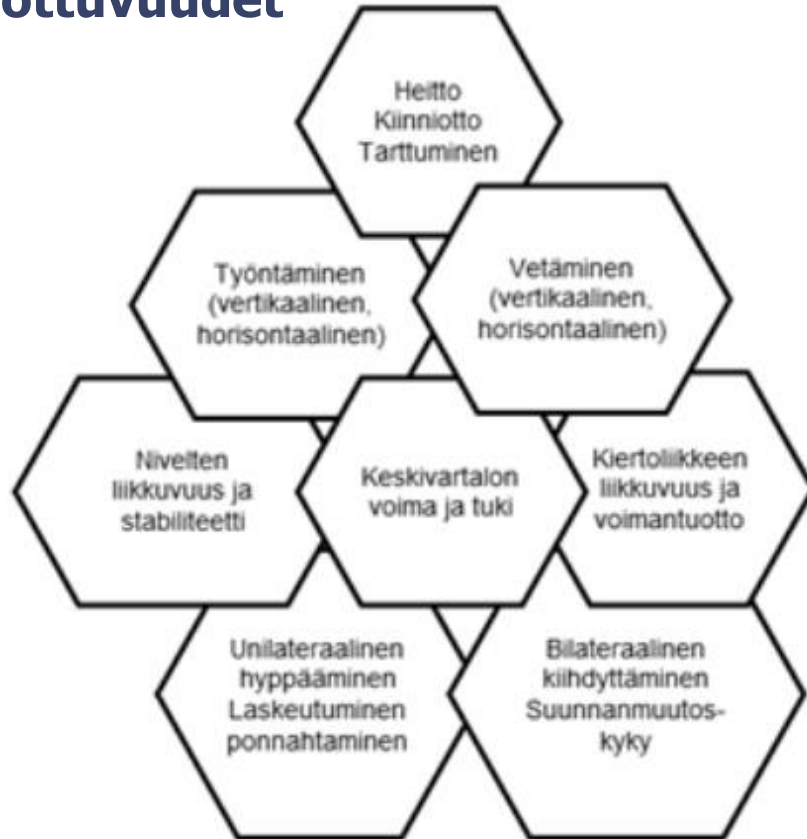 ottuvuudet
Heitto
Kiinniotto
Tarttuminen
Työntäminen
(vertikaalinen,
horisontaalinen)
Vetäminen
(vertikaalinen,
horisontaalinen)
Nivelten
liikkuvuus ja
stabiliteetti
Keskivartalon
voima ja tuki
Kiertoliikkeen
liikkuvuus ja
voimantuotto
Unilateraalinen
hyppääminen
Laskeutuminen
ponnahtaminen
Bilateraalinen
kiihdyttäminen
Suunnanmuutos-
kyky